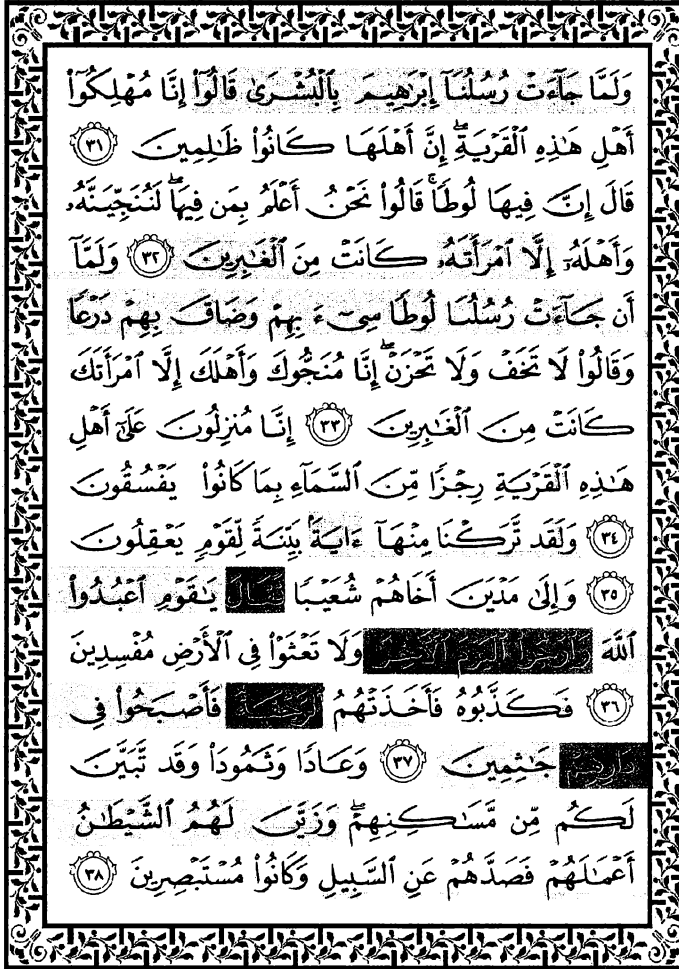 وَلَمَّا جَآءَتْ رُسُلُنَآ إِبْرَٰهِيمَ بِٱلْبُشْرَىٰ قَالُوٓا۟ إِنَّا مُهْلِكُوٓا۟
أَهْلِ هَـٰذِهِ ٱلْقَرْيَةِ ۖ إِنَّ أَهْلَهَا كَانُوا۟ ظَـٰلِمِينَ ٣١
قَالَ إِنَّ فِيهَا لُوطًا ۚ قَالُوا۟ نَحْنُ أَعْلَمُ بِمَن فِيهَا ۖ لَنُنَجِّيَنَّهُۥ
وَأَهْلَهُۥٓ إِلَّا ٱمْرَأَتَهُۥ كَانَتْ مِنَ ٱلْغَـٰبِرِينَ ٣٢ وَلَمَّآ
أَن جَآءَتْ رُسُلُنَا لُوطًا سِىٓءَ بِهِمْ وَضَاقَ بِهِمْ ذَرْعًا
وَقَالُوا۟ لَا تَخَفْ وَلَا تَحْزَنْ ۖ إِنَّا مُنَجُّوكَ وَأَهْلَكَ إِلَّا ٱمْرَأَتَكَ
كَانَتْ مِنَ ٱلْغَـٰبِرِينَ ٣٣ إِنَّا مُنزِلُونَ عَلَىٰٓ أَهْلِ
هَـٰذِهِ ٱلْقَرْيَةِ رِجْزًا مِّنَ ٱلسَّمَآءِ بِمَا كَانُوا۟ يَفْسُقُونَ
٣٤ وَلَقَد تَّرَكْنَا مِنْهَآ ءَايَةًۢ بَيِّنَةً لِّقَوْمٍ يَعْقِلُونَ
٣٥ وَإِلَىٰ مَدْيَنَ أَخَاهُمْ شُعَيْبًا فَقَالَ يَـٰقَوْمِ ٱعْبُدُوا۟
ٱللَّهَ وَٱرْجُوا۟ ٱلْيَوْمَ ٱلْـَٔاخِرَ وَلَا تَعْثَوْا۟ فِى ٱلْأَرْضِ مُفْسِدِينَ
٣٦ فَكَذَّبُوهُ فَأَخَذَتْهُمُ ٱلرَّجْفَةُ فَأَصْبَحُوا۟ فِى
دَارِهِمْ جَـٰثِمِينَ ٣٧ وَعَادًا وَثَمُودَا۟ وَقَد تَّبَيَّنَ
لَكُم مِّن مَّسَـٰكِنِهِمْ ۖ وَزَيَّنَ لَهُمُ ٱلشَّيْطَـٰنُ
أَعْمَـٰلَهُمْ فَصَدَّهُمْ عَنِ ٱلسَّبِيلِ وَكَانُوا۟ مُسْتَبْصِرِينَ ٣٨